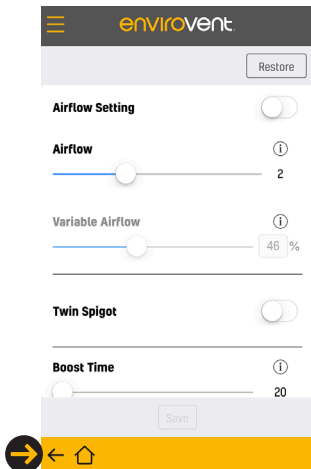 envirovent.
Restore
Airflow Setting
Airflow
2
Variable Airflow
46 %
Twin Spigot
Boost Time
20
Save